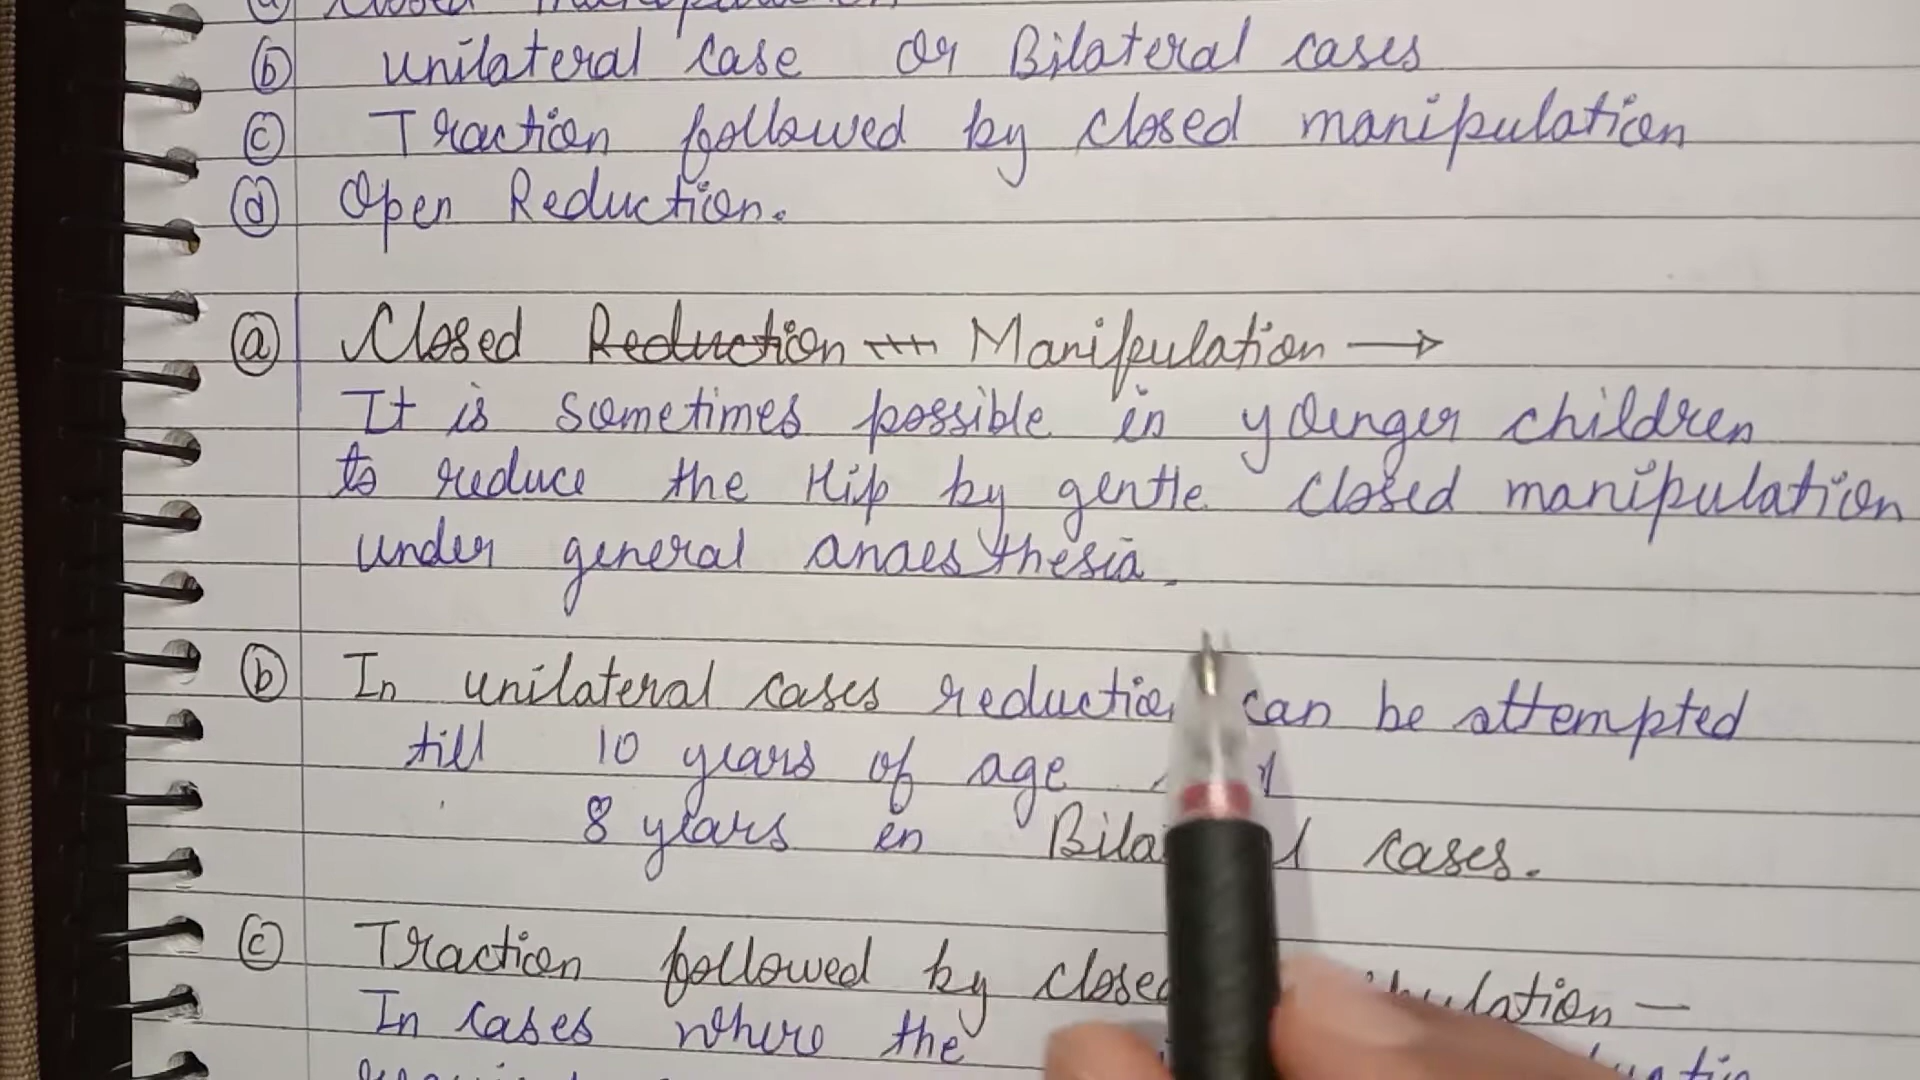 ⓐ Closed manipulation
ⓑ unilateral case or Bilateral cases
ⓒ Traction followed by closed manipulation
ⓓ Open Reduction.
ⓐ Closed Reduction Manipulation →
It is sometimes possible in younger children
to reduce the Hip by gentle closed manipulation
under general anaesthesia.
ⓑ In unilateral cases reduction can be attempted
till 10 years of age
8 years in cases.
ⓒ Traction followed by
In cases where the